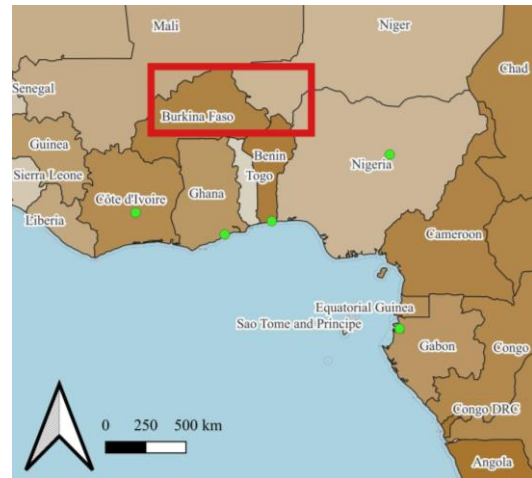 Mali
Niger
Chad
Senegal
Burkina Faso
Guinea
Benin
Nigeria
Sierra Leone
Côte d'Ivoire
Ghana
Togo
Liberia
Cameroon
Equatorial Guinea
Sao Tome and Principe
Gabon
Congo
Congo DRC
0 250 500 km
Angola